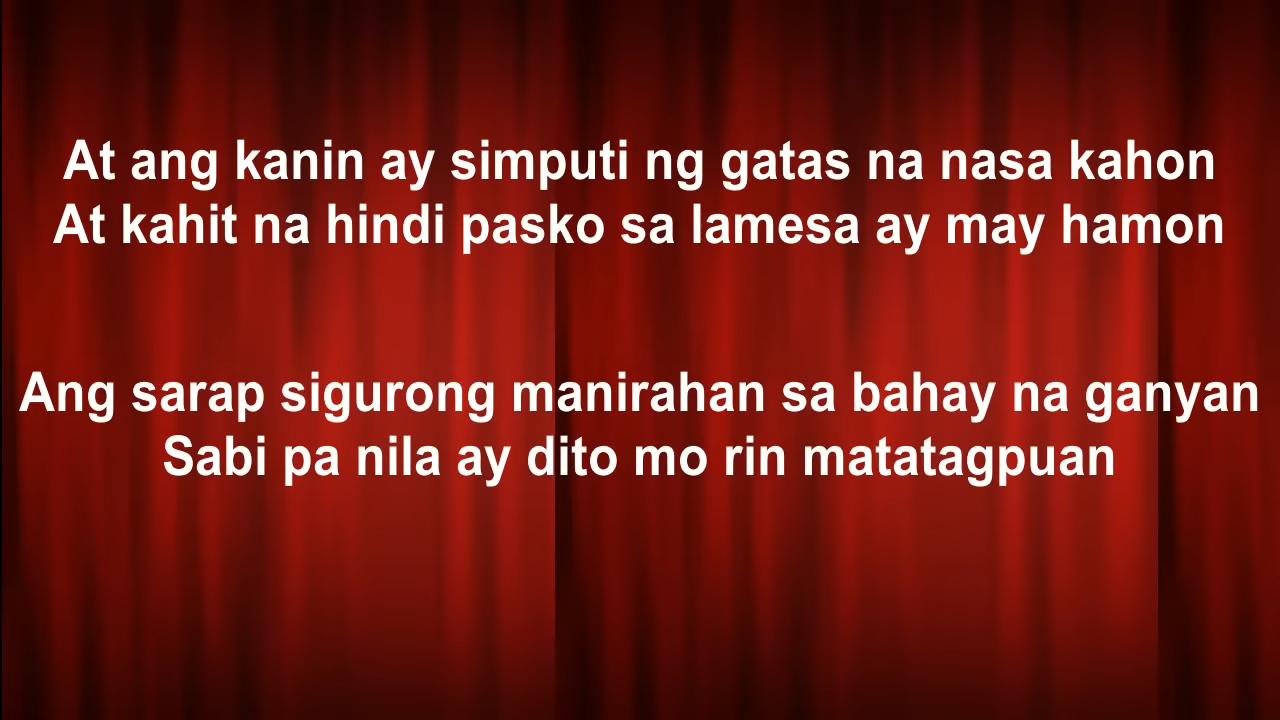 At ang kanin ay simputi ng gatas na nasa kahon
At kahit na hindi pasko sa lamesa ay may hamon
Ang sarap sigurong manirahan sa bahay na ganyan
Sabi pa nila ay dito mo rin matatagpuan